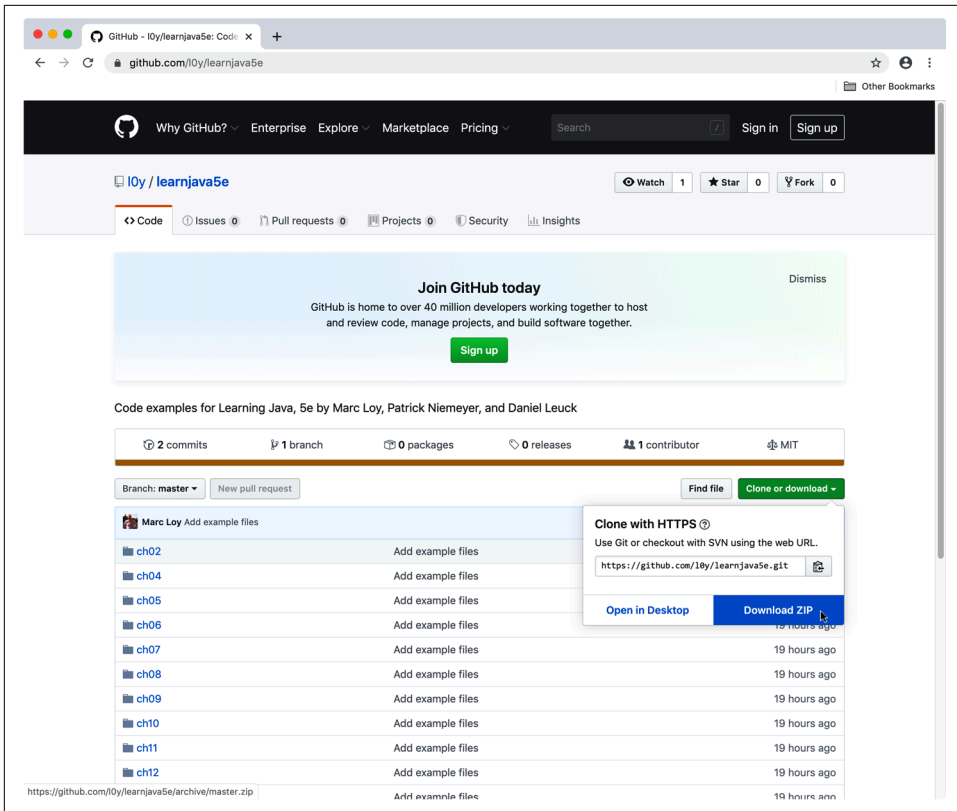 GitHub - l0y/learnjava5e: Code
github.com/l0y/learnjava5e
Other Bookmarks
Why GitHub? Enterprise Explore Marketplace Pricing Search / Sign in Sign up
l0y / learnjava5e
Watch 1 Star 0 Fork 0
Code Issues 0 Pull requests 0 Projects 0 Security Insights
Dismiss
Join GitHub today
GitHub is home to over 40 million developers working together to host
and review code, manage projects, and build software together.
Sign up
Code examples for Learning Java, 5e by Marc Loy, Patrick Niemeyer, and Daniel Leuck
2 commits 1 branch 0 packages 0 releases 1 contributor MIT
Branch: master New pull request Find file Clone or download
Marc Loy Add example files
Clone with HTTPS
Use Git or checkout with SVN using the web URL.
https://github.com/l0y/learnjava5e.git
Open in Desktop Download ZIP
ch02 Add example files
ch04 Add example files
ch05 Add example files
ch06 Add example files 19 hours ago
ch07 Add example files 19 hours ago
ch08 Add example files 19 hours ago
ch09 Add example files 19 hours ago
ch10 Add example files 19 hours ago
ch11 Add example files 19 hours ago
ch12 Add example files 19 hours ago
https://github.com/l0y/learnjava5e/archive/master.zip
Add example files 19 hours ago